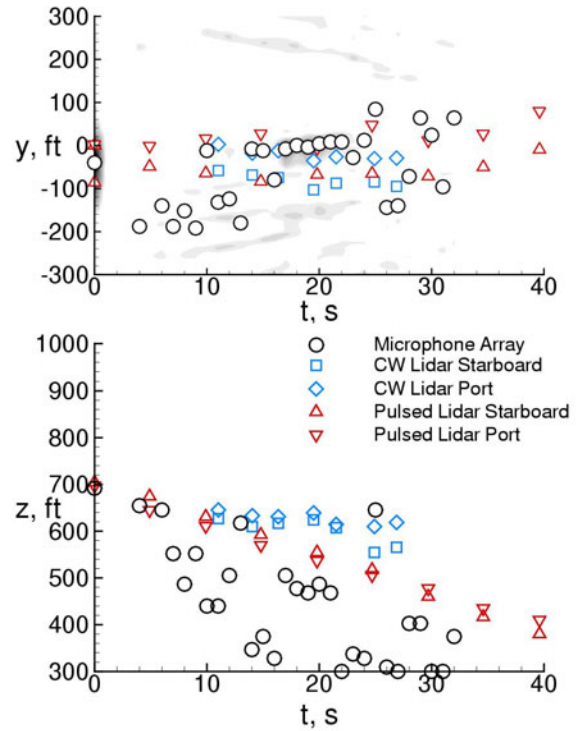 300
200
100
y, ft 0
-100
-200
-300
0 10 20 30 40
t, s
1000
900
800
700
z, ft
600
500
400
300
0 10 20 30 40
t, s
Microphone Array
CW Lidar Starboard
CW Lidar Port
Pulsed Lidar Starboard
Pulsed Lidar Port